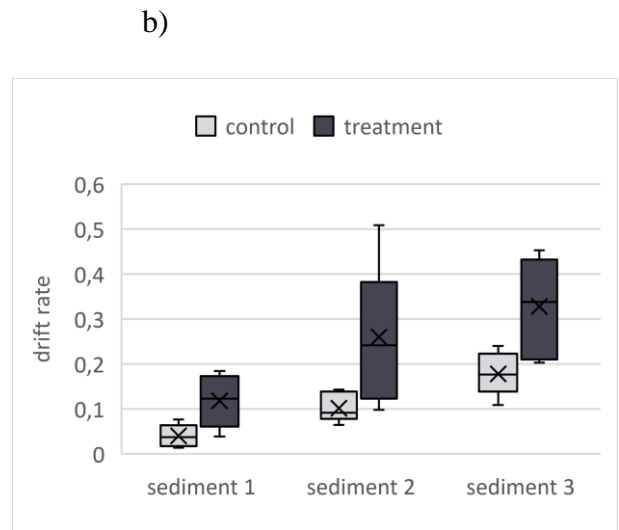 b)
control treatment
0,6
0,5
0,4
0,3
0,2
0,1
0
drift rate
sediment 1 sediment 2 sediment 3